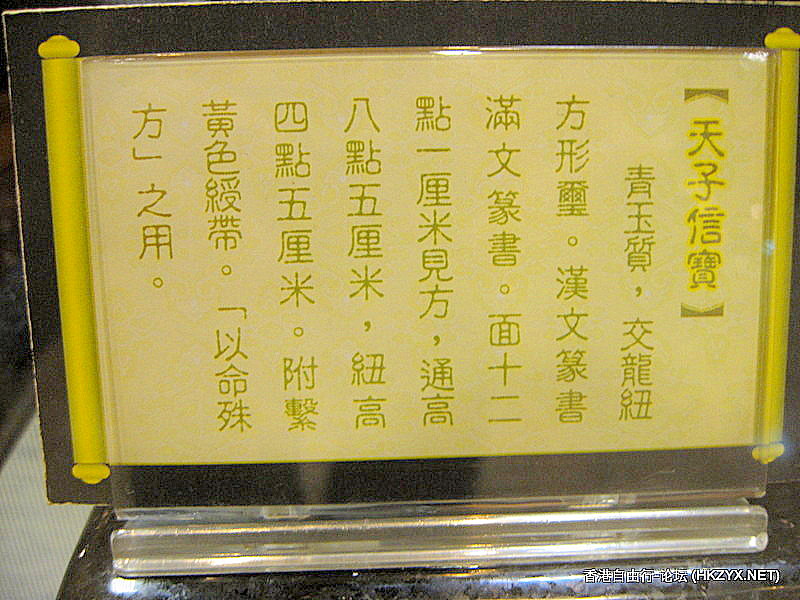 【天子信寶】
青玉質，交龍紐
方形璽。漢文篆書
滿文篆書。面十二
點一厘米見方，通高
八點五厘米，紐高
四點五厘米。附繫
黃色綬帶。「以命殊
方」之用。
香港自由行-论坛 (HKZYX.NET)